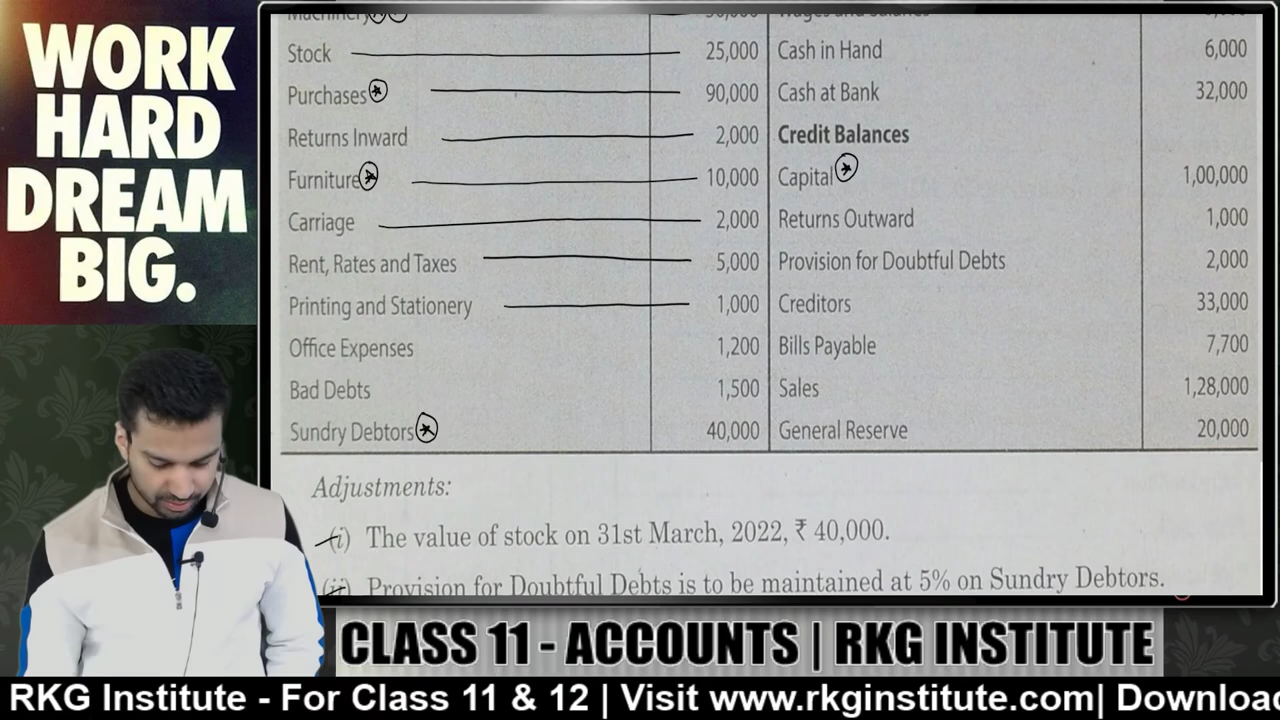 WORK
HARD
DREAM
BIG.
Machinery
Stock 25,000 Cash in Hand 6,000
Purchases 90,000 Cash at Bank 32,000
Returns Inward 2,000 Credit Balances
Furniture 10,000 Capital 1,00,000
Carriage 2,000 Returns Outward 1,000
Rent, Rates and Taxes 5,000 Provision for Doubtful Debts 2,000
Printing and Stationery 1,000 Creditors 33,000
Office Expenses 1,200 Bills Payable 7,700
Bad Debts 1,500 Sales 1,28,000
Sundry Debtors 40,000 General Reserve 20,000
Adjustments:
(i) The value of stock on 31st March, 2022, ₹ 40,000.
(ii) Provision for Doubtful Debts is to be maintained at 5% on Sundry Debtors.
CLASS 11 - ACCOUNTS | RKG INSTITUTE
RKG Institute - For Class 11 & 12 | Visit www.rkginstitute.com| Download